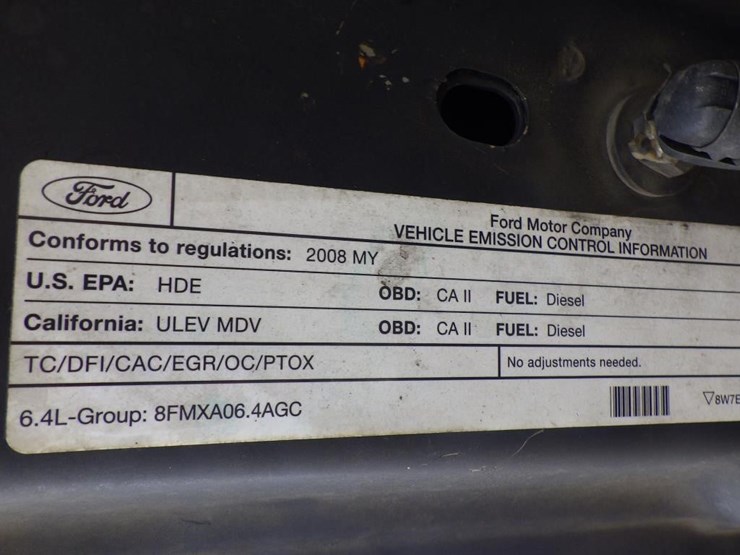 Ford
Ford Motor Company
VEHICLE EMISSION CONTROL INFORMATION
Conforms to regulations: 2008 MY
U.S. EPA: HDE OBD: CA II FUEL: Diesel
California: ULEV MDV OBD: CA II FUEL: Diesel
TC/DFI/CAC/EGR/OC/PTOX No adjustments needed.
6.4L-Group: 8FMXA06.4AGC ▽8W7E